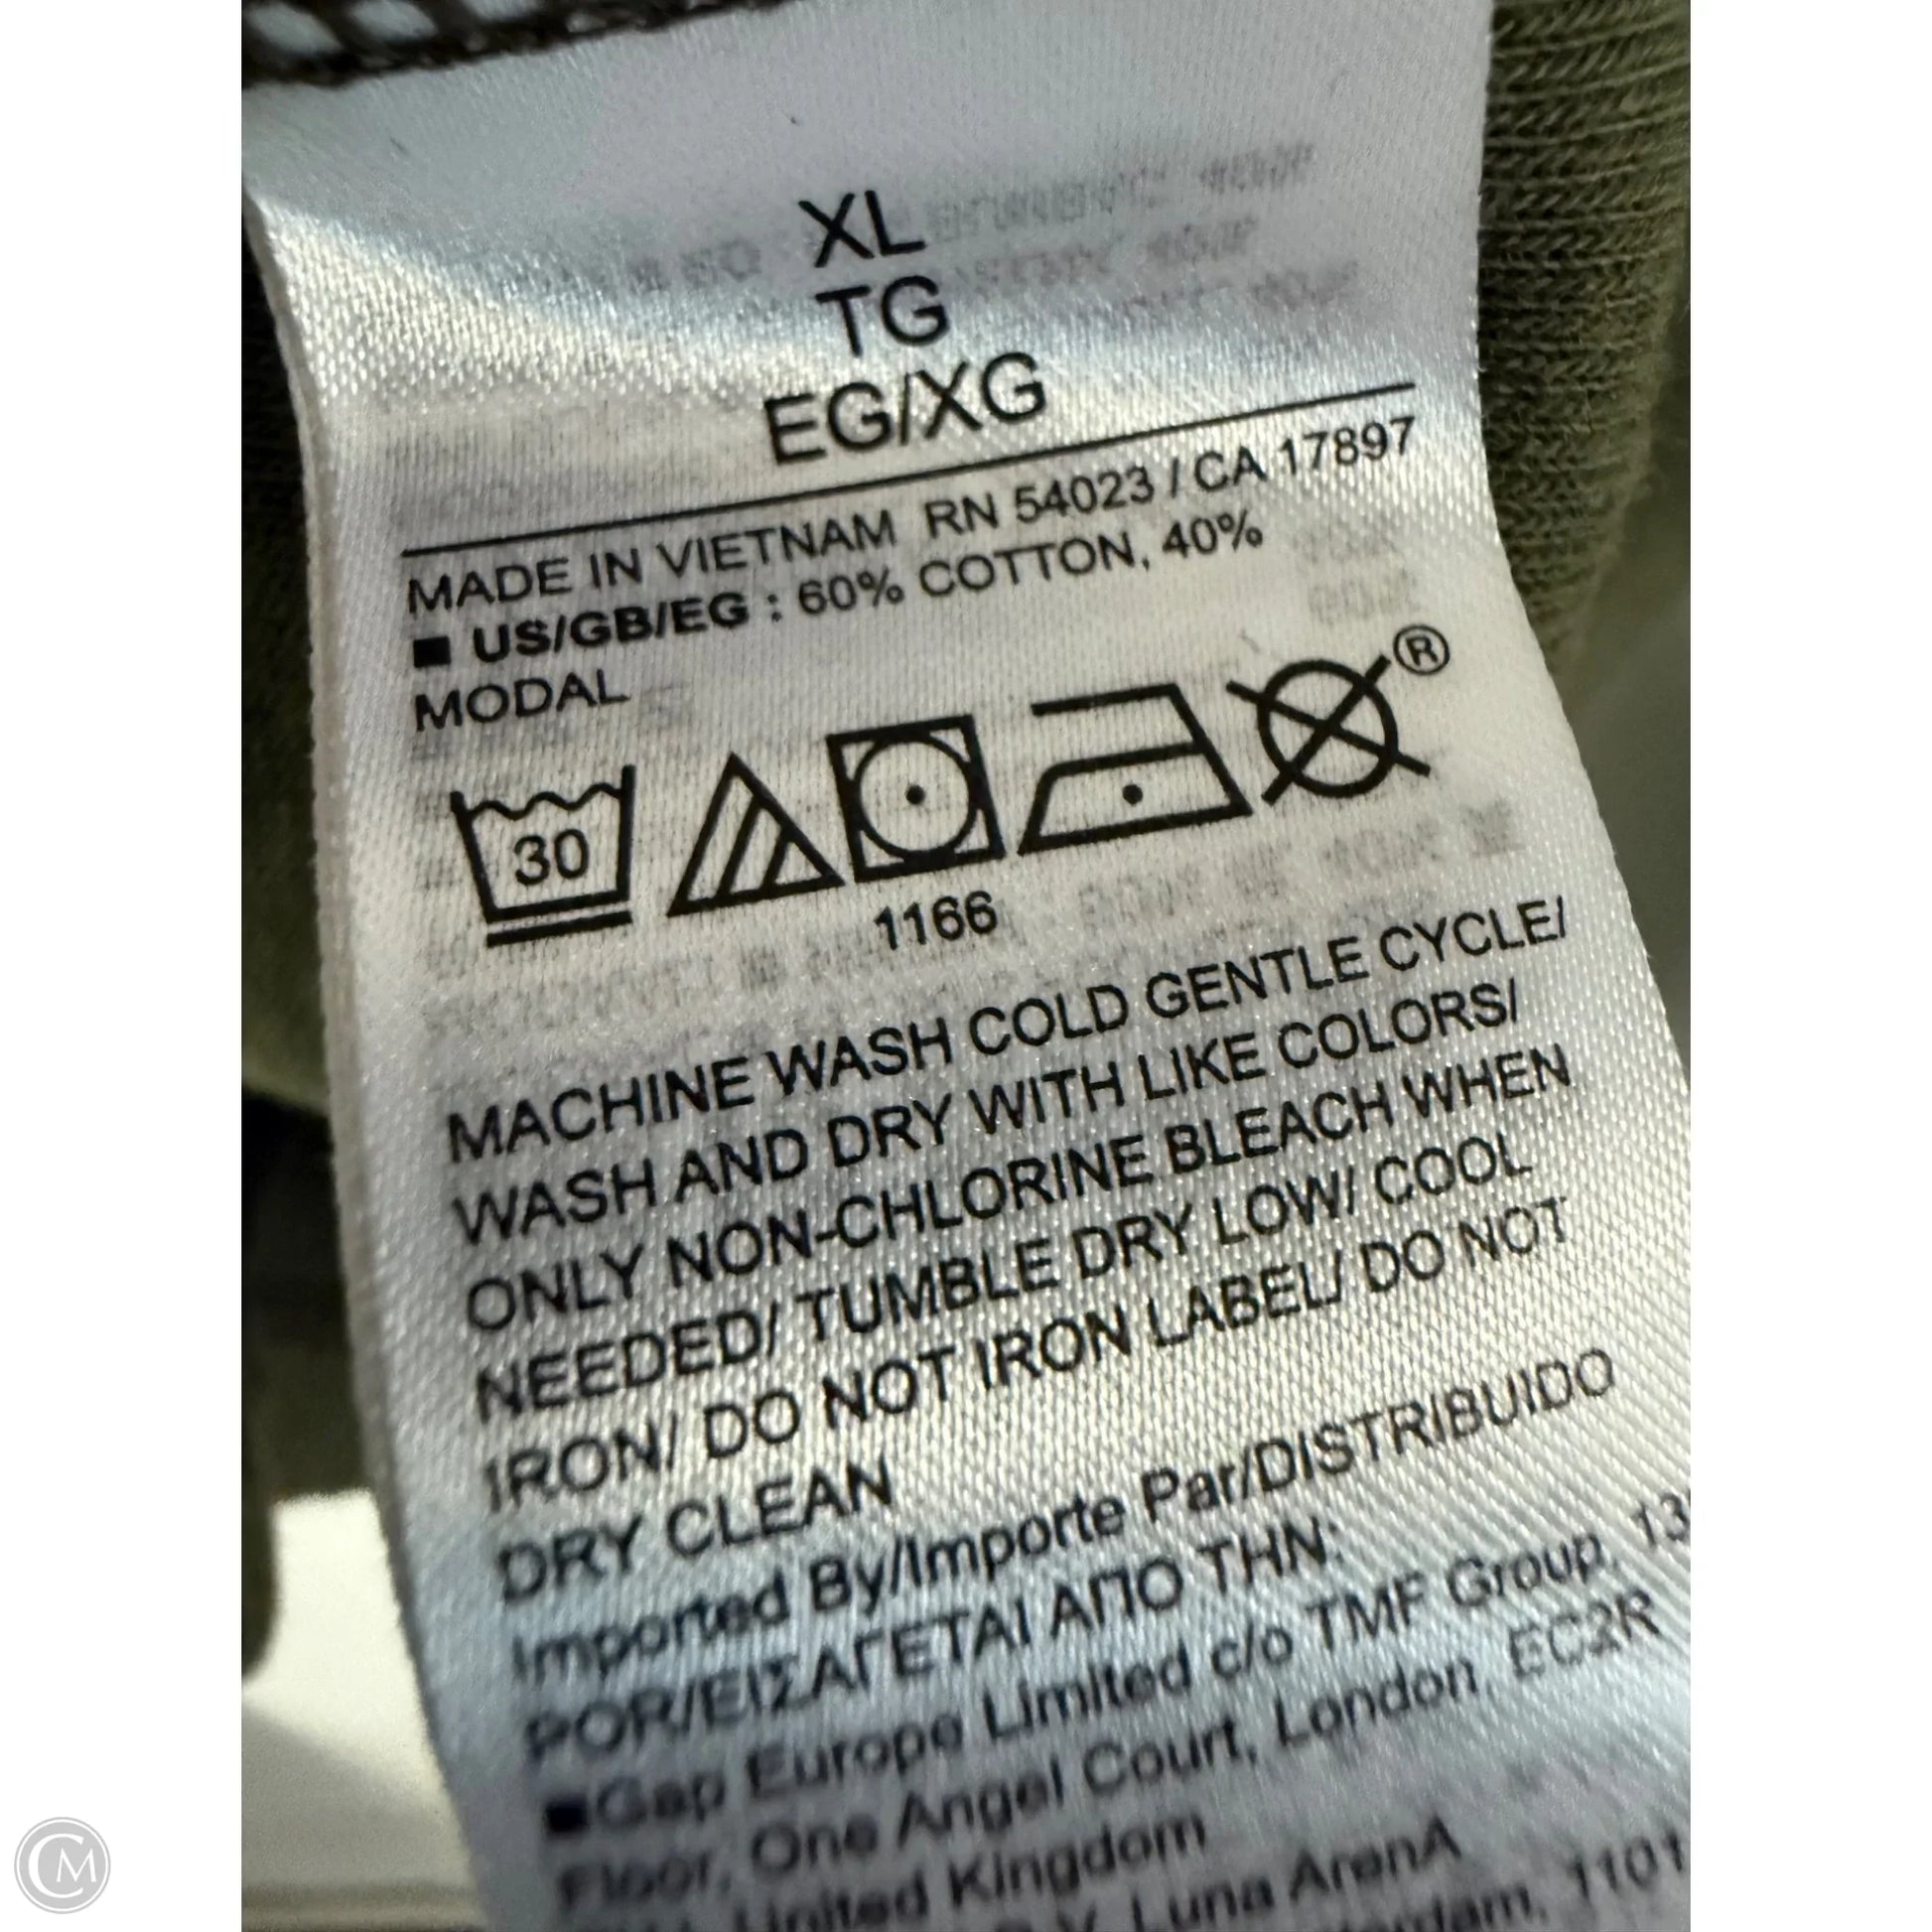 XL
TG
EG/XG
MADE IN VIETNAM RN 54023 / CA 17897
■ US/GB/EG : 60% COTTON, 40%
MODAL
®
30
1166
MACHINE WASH COLD GENTLE CYCLE/
WASH AND DRY WITH LIKE COLORS/
ONLY NON-CHLORINE BLEACH WHEN
NEEDED/ TUMBLE DRY LOW/ COOL
IRON/ DO NOT IRON LABEL/ DO NOT
DRY CLEAN
Imported By/Importe Par/DISTRIBUIDO
POR/ΕΙΣΑΓΕΤΑΙ ΑΠΟ ΤΗΝ:
■Gap Europe Limited c/o TMF Group, 13
Floor, One Angel Court, London, EC2R
United Kingdom
Luna ArenA
1101
CM